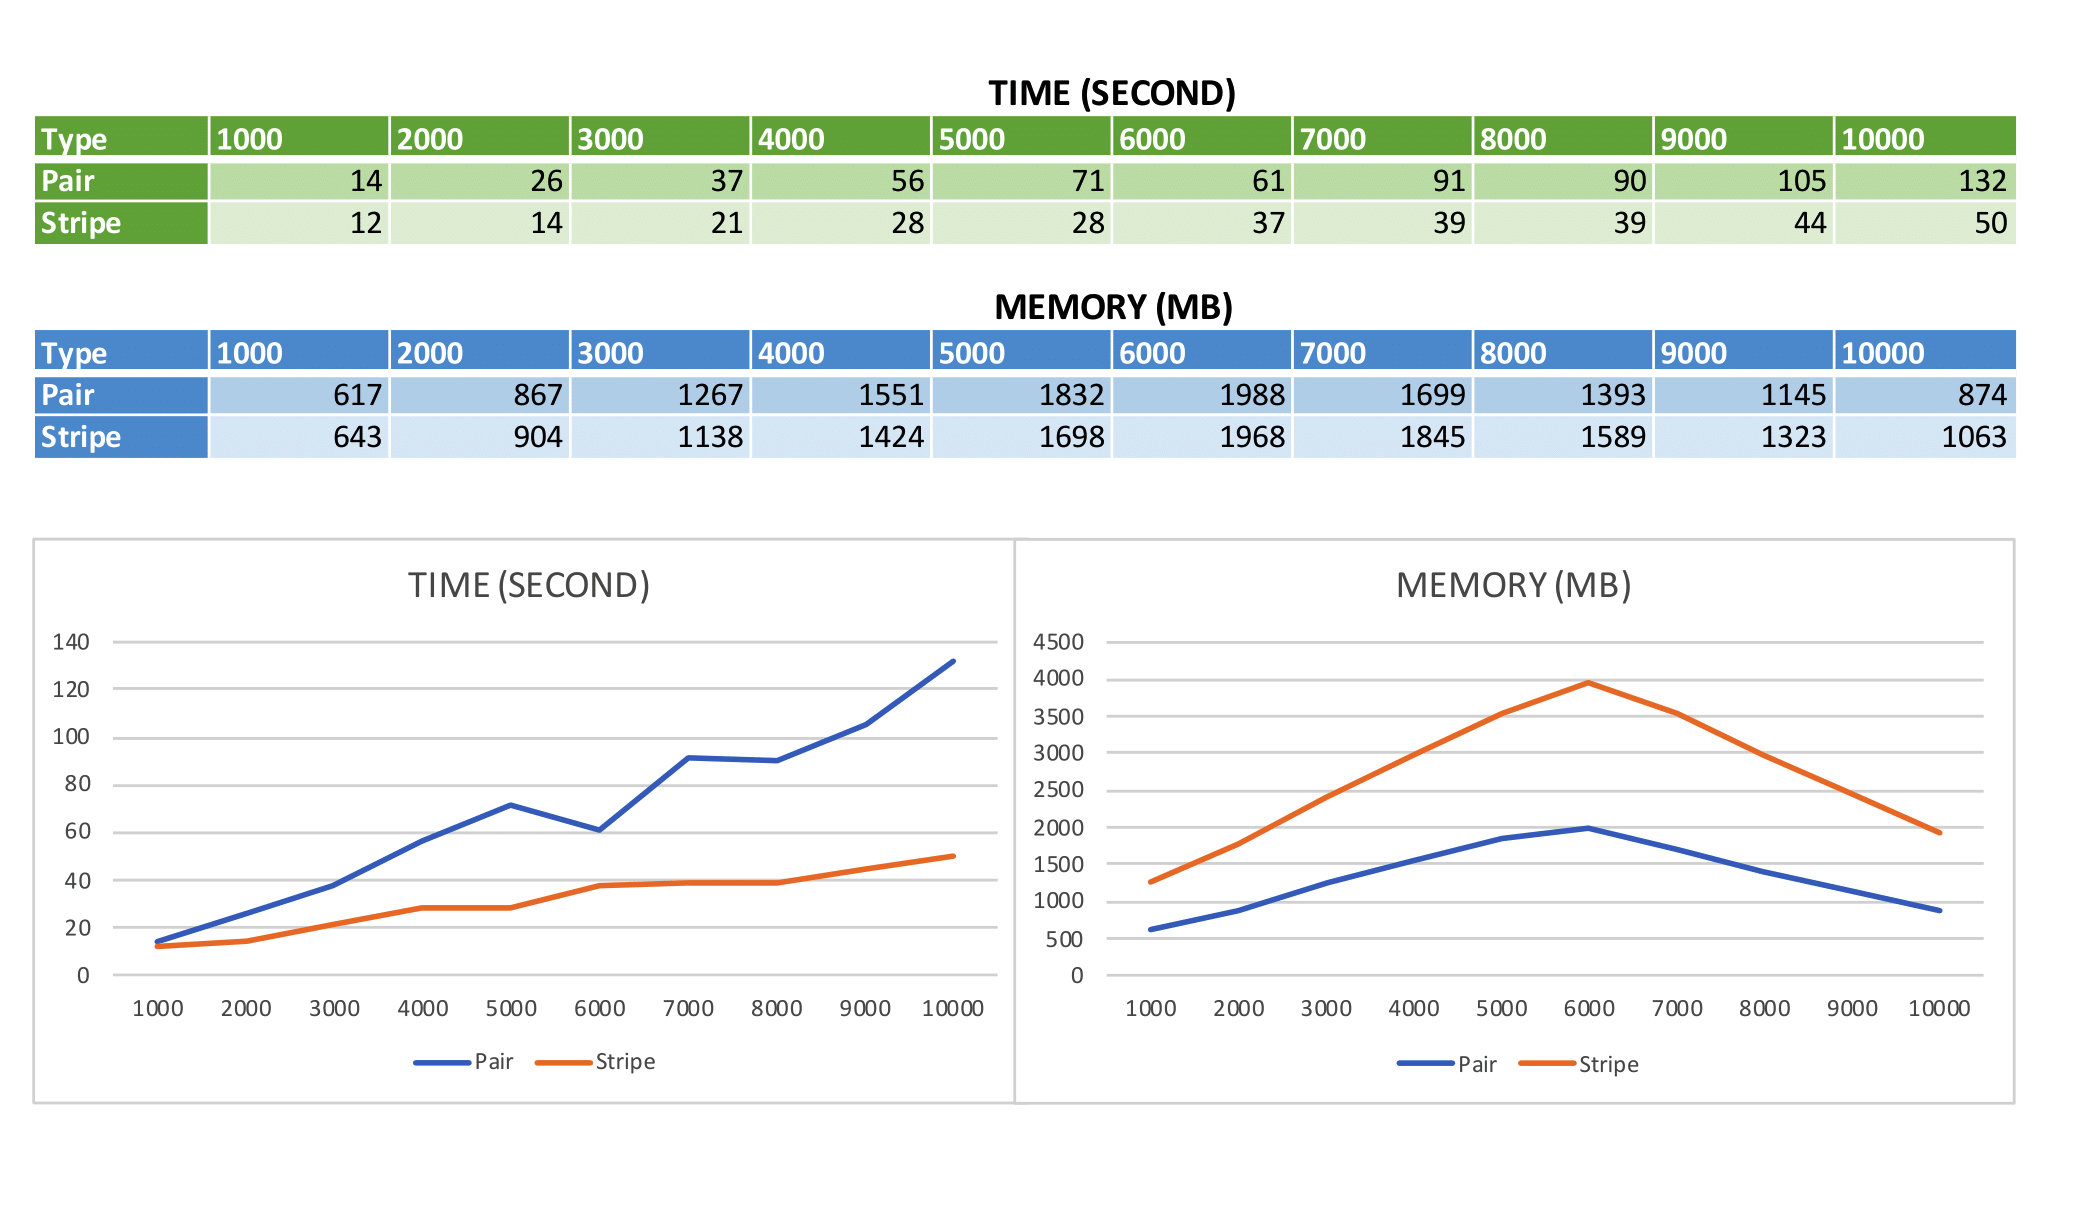 TIME (SECOND)
Type 1000 2000 3000 4000 5000 6000 7000 8000 9000 10000
Pair 14 26 37 56 71 61 91 90 105 132
Stripe 12 14 21 28 28 37 39 39 44 50
MEMORY (MB)
Type 1000 2000 3000 4000 5000 6000 7000 8000 9000 10000
Pair 617 867 1267 1551 1832 1988 1699 1393 1145 874
Stripe 643 904 1138 1424 1698 1968 1845 1589 1323 1063
TIME (SECOND)
140
120
100
80
60
40
20
0
1000 2000 3000 4000 5000 6000 7000 8000 9000 10000
Pair Stripe
MEMORY (MB)
4500
4000
3500
3000
2500
2000
1500
1000
500
0
1000 2000 3000 4000 5000 6000 7000 8000 9000 10000
Pair Stripe